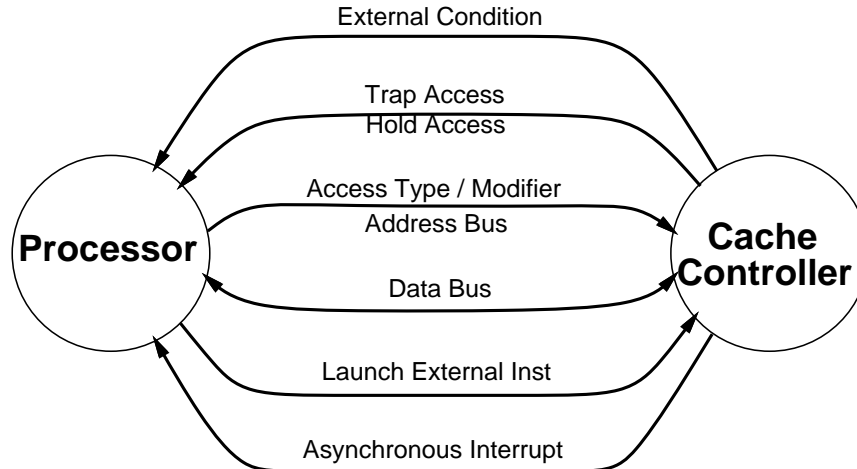 External Condition
Trap Access
Hold Access
Access Type / Modifier
Address Bus
Processor
Cache
Controller
Data Bus
Launch External Inst
Asynchronous Interrupt